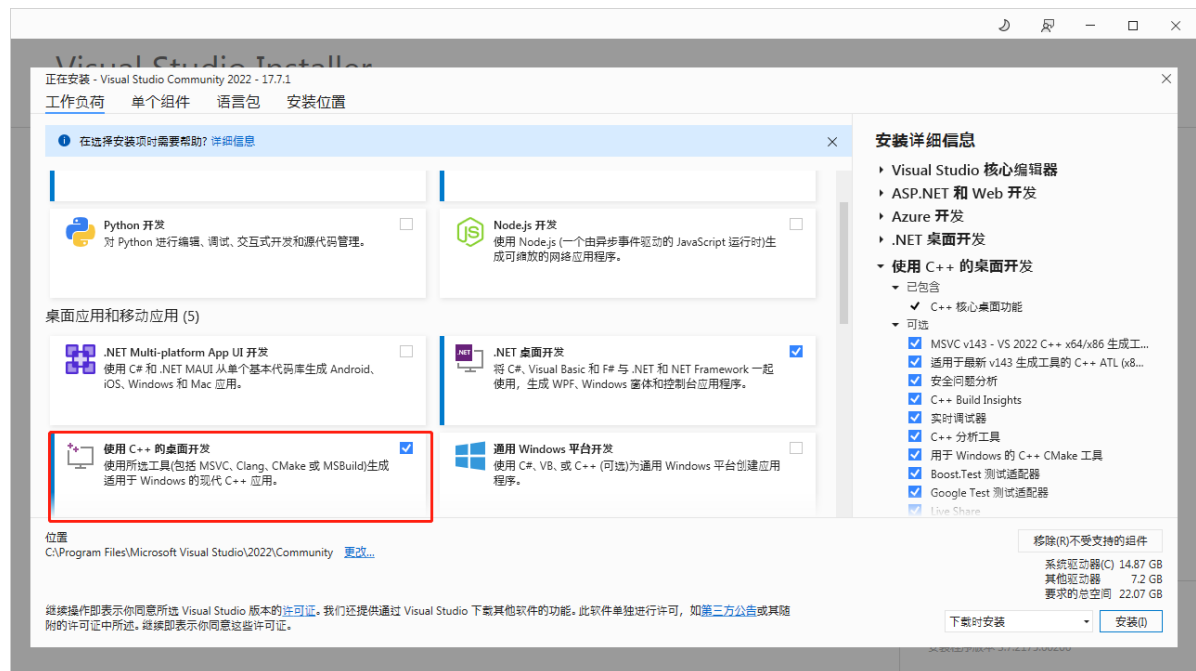 Visual Studio Installer
正在安装 - Visual Studio Community 2022 - 17.7.1
工作负荷 单个组件 语言包 安装位置
在选择安装项时需要帮助? 详细信息
Python 开发
对 Python 进行编辑、调试、交互式开发和源代码管理。
Node.js 开发
使用 Node.js (一个由异步事件驱动的 JavaScript 运行时)生
成可缩放的网络应用程序。
桌面应用和移动应用 (5)
.NET Multi-platform App UI 开发
使用 C# 和 .NET MAUI 从单个基本代码库生成 Android、
iOS、Windows 和 Mac 应用。
.NET
.NET 桌面开发
将 C#、Visual Basic 和 F# 与 .NET 和 .NET Framework 一起
使用，生成 WPF、Windows 窗体和控制台应用程序。
使用 C++ 的桌面开发
使用所选工具(包括 MSVC、Clang、CMake 或 MSBuild)生成
适用于 Windows 的现代 C++ 应用。
通用 Windows 平台开发
使用 C#、VB、或 C++ (可选)为通用 Windows 平台创建应用
程序。
安装详细信息
Visual Studio 核心编辑器
ASP.NET 和 Web 开发
Azure 开发
.NET 桌面开发
使用 C++ 的桌面开发
已包含
C++ 核心桌面功能
可选
MSVC v143 - VS 2022 C++ x64/x86 生成工...
适用于最新 v143 生成工具的 C++ ATL (x8...
安全问题分析
C++ Build Insights
实时调试器
C++ 分析工具
用于 Windows 的 C++ CMake 工具
Boost.Test 测试适配器
Google Test 测试适配器
Live Share
位置
C:\Program Files\Microsoft Visual Studio\2022\Community 更改...
继续操作即表示你同意所选 Visual Studio 版本的许可证。我们还提供通过 Visual Studio 下载其他软件的功能。此软件单独进行许可，如第三方公告或其随
附的许可证中所述。继续即表示你同意这些许可证。
移除(R)不受支持的组件
系统驱动器(C) 14.87 GB
其他驱动器 7.2 GB
要求的总空间 22.07 GB
下载时安装
安装(I)